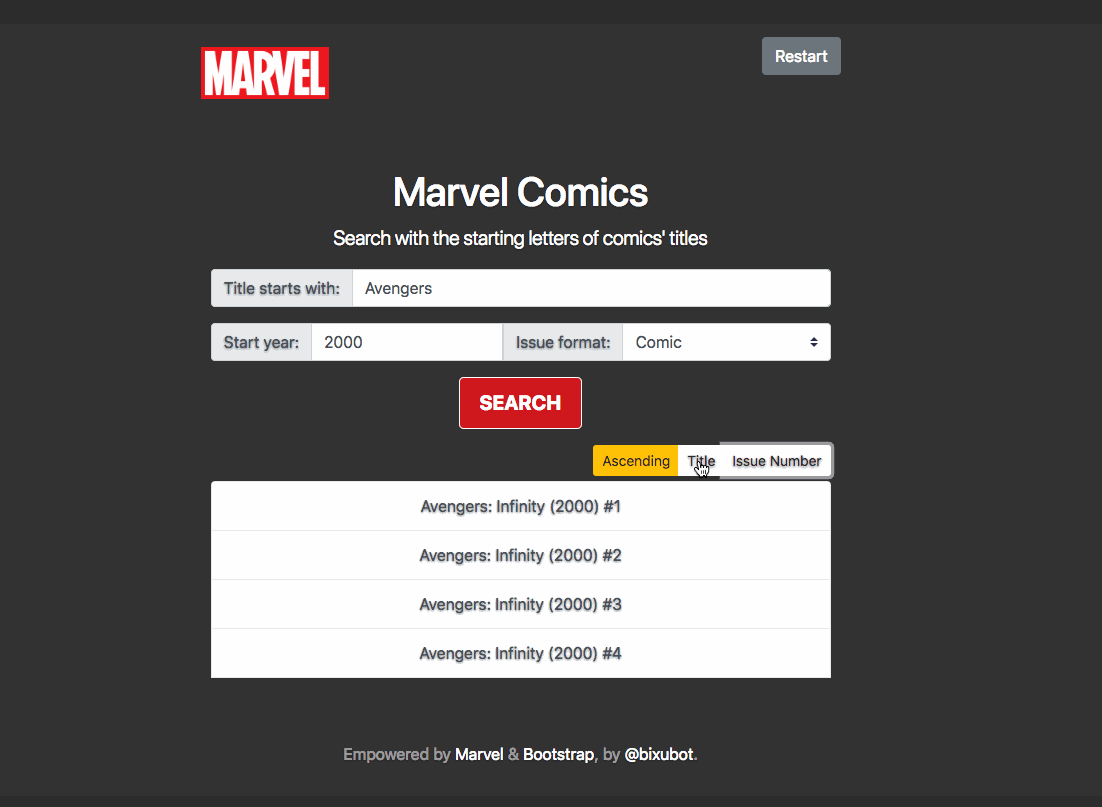 MARVEL
Restart
Marvel Comics
Search with the starting letters of comics' titles
Title starts with: Avengers
Start year: 2000 Issue format: Comic
SEARCH
Ascending Title Issue Number
Avengers: Infinity (2000) #1
Avengers: Infinity (2000) #2
Avengers: Infinity (2000) #3
Avengers: Infinity (2000) #4
Empowered by Marvel & Bootstrap, by @bixubot.